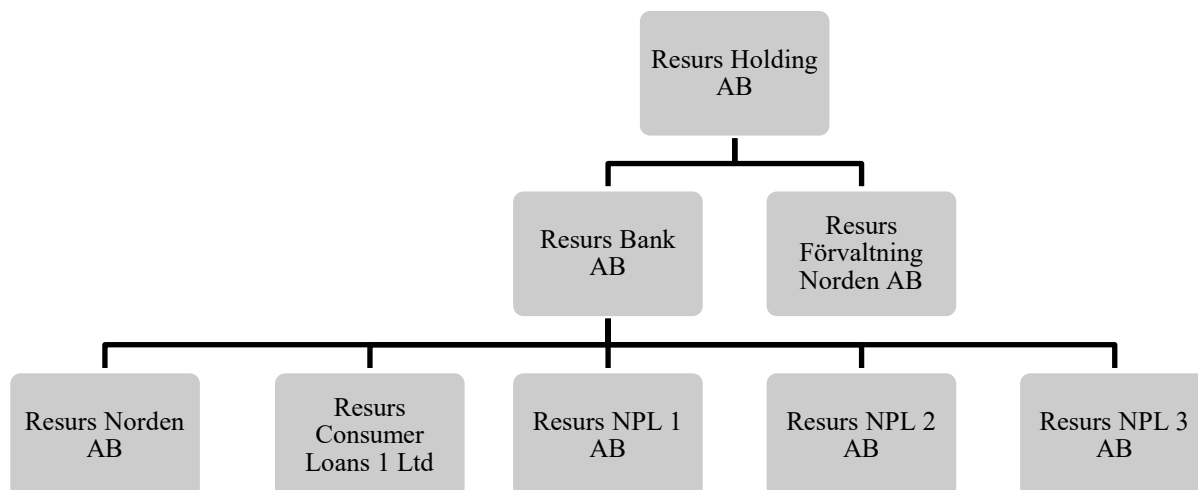 Resurs Holding
AB
Resurs Bank
AB
Resurs
Förvaltning
Norden AB
Resurs Norden
AB
Resurs
Consumer
Loans 1 Ltd
Resurs NPL 1
AB
Resurs NPL 2
AB
Resurs NPL 3
AB